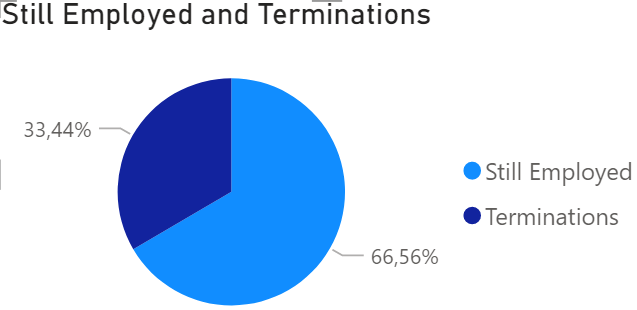 Still Employed and Terminations
33,44%
Still Employed
Terminations
66,56%